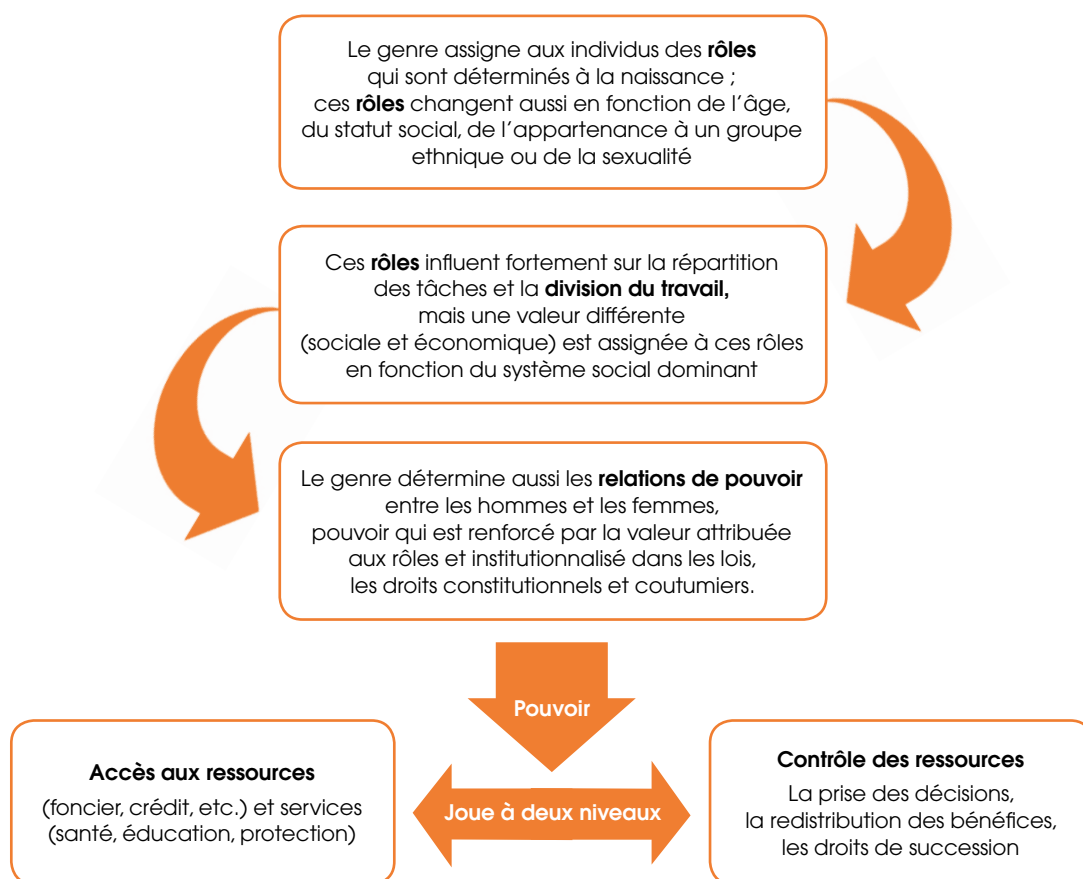 Le genre assigne aux individus des rôles
qui sont déterminés à la naissance ;
ces rôles changent aussi en fonction de l'âge,
du statut social, de l'appartenance à un groupe
ethnique ou de la sexualité
Ces rôles influent fortement sur la répartition
des tâches et la division du travail,
mais une valeur différente
(sociale et économique) est assignée à ces rôles
en fonction du système social dominant
Le genre détermine aussi les relations de pouvoir
entre les hommes et les femmes,
pouvoir qui est renforcé par la valeur attribuée
aux rôles et institutionnalisé dans les lois,
les droits constitutionnels et coutumiers.
Pouvoir
Accès aux ressources
(foncier, crédit, etc.) et services
(santé, éducation, protection)
Joue à deux niveaux
Contrôle des ressources
La prise des décisions,
la redistribution des bénéfices,
les droits de succession